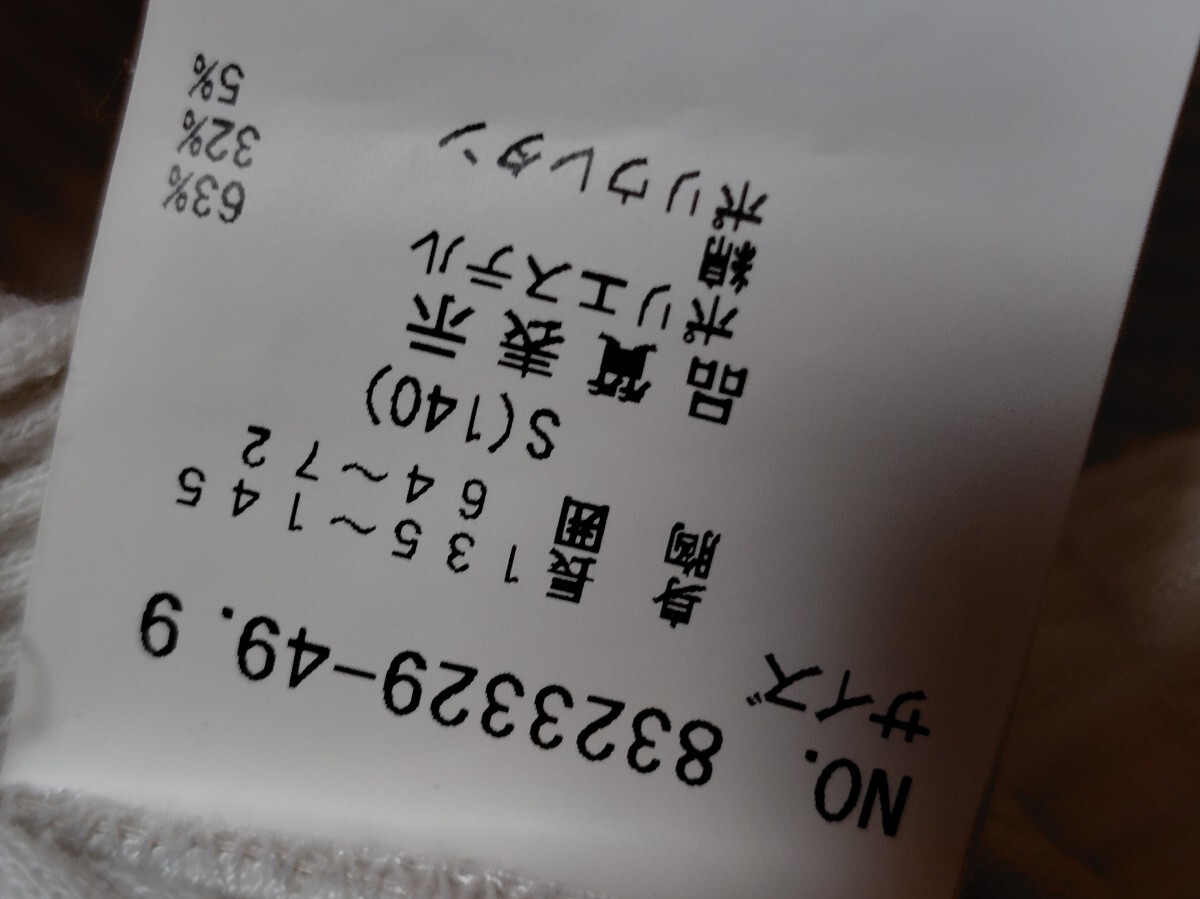 NO. 8323329-49. 9
サイズ
身長 135～145
胸囲 64～72
S(140)
品質表示
ポリエステル 63%
綿 32%
ポリウレタン 5%